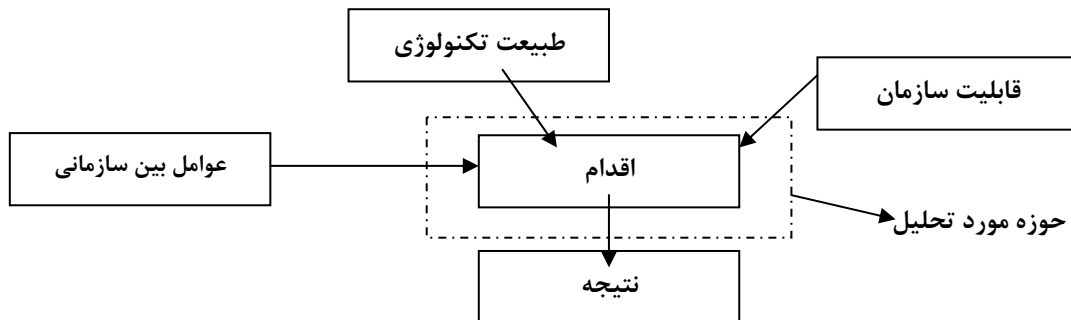 طبیعت تکنولوژی
قابلیت سازمان
عوامل بین سازمانی
اقدام
حوزه مورد تحلیل
نتیجه